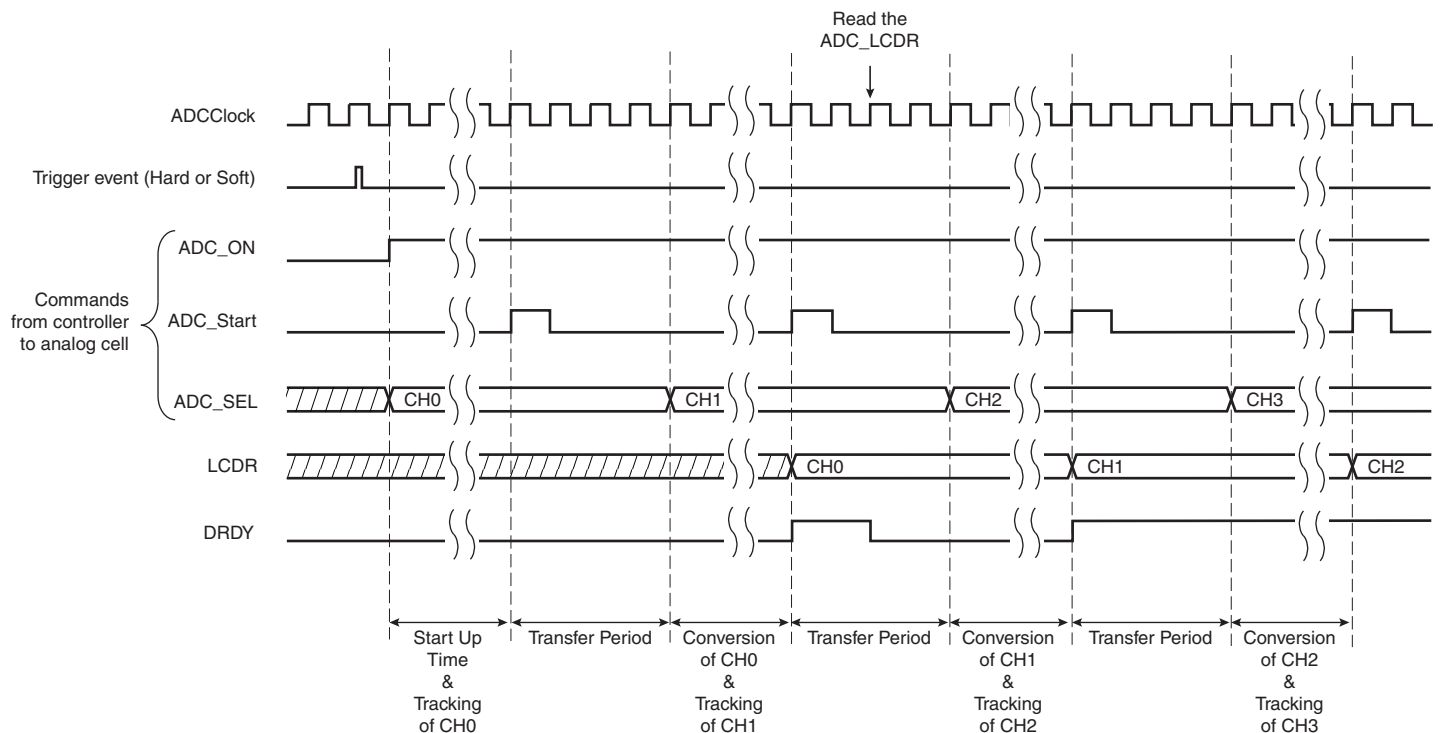 Read the
ADC_LCDR
ADCClock
Trigger event (Hard or Soft)
ADC_ON
Commands
from controller
to analog cell
ADC_Start
ADC_SEL
CH0
CH1
CH2
CH3
LCDR
CH0
CH1
CH2
DRDY
Start Up
Time
&
Tracking
of CH0
Transfer Period
Conversion
of CH0
&
Tracking
of CH1
Transfer Period
Conversion
of CH1
&
Tracking
of CH2
Transfer Period
Conversion
of CH2
&
Tracking
of CH3